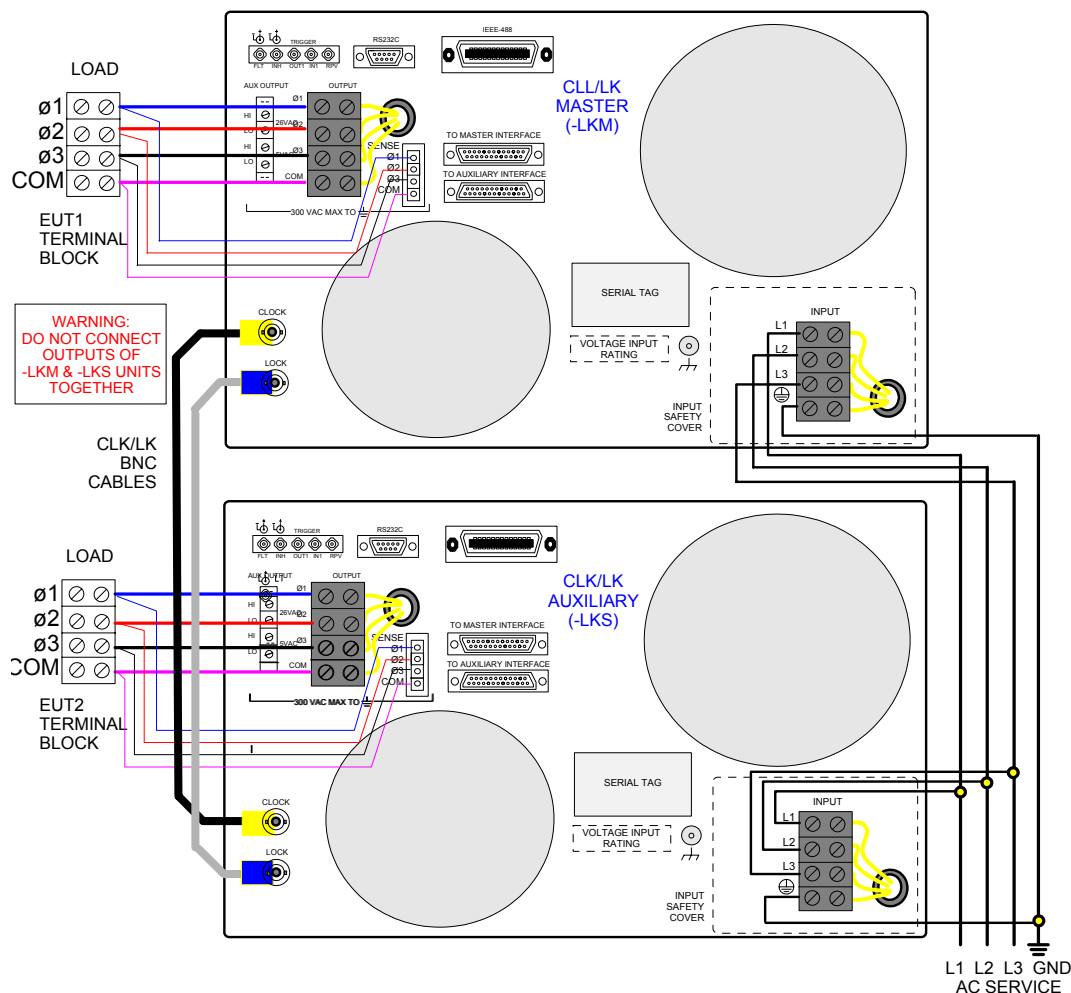 IEEE-488
TRIGGER
RS232C
FLT INH OUT1 IN1 RPV
LOAD
AUX OUTPUT
OUTPUT
CLL/LK
MASTER
(-LKM)
ø1
ø2
ø3
COM
HI
LO
HI
LO
26VAC
5VAC
Ø1
Ø2
Ø3
COM
SENSE
Ø1
Ø2
Ø3
COM
TO MASTER INTERFACE
TO AUXILIARY INTERFACE
300 VAC MAX TO
EUT1
TERMINAL
BLOCK
SERIAL TAG
VOLTAGE INPUT
RATING
INPUT
L1
L2
L3
INPUT
SAFETY
COVER
CLOCK
LOCK
WARNING:
DO NOT CONNECT
OUTPUTS OF
-LKM & -LKS UNITS
TOGETHER
CLK/LK
BNC
CABLES
TRIGGER
RS232C
FLT INH OUT1 IN1 RPV
LOAD
AUX OUTPUT
L1
OUTPUT
CLK/LK
AUXILIARY
(-LKS)
ø1
ø2
ø3
COM
HI
LO
HI
LO
26VAC
5VAC
Ø1
Ø2
Ø3
COM
SENSE
Ø1
Ø2
Ø3
COM
TO MASTER INTERFACE
TO AUXILIARY INTERFACE
300 VAC MAX TO
EUT2
TERMINAL
BLOCK
SERIAL TAG
VOLTAGE INPUT
RATING
INPUT
L1
L2
L3
INPUT
SAFETY
COVER
CLOCK
LOCK
L1 L2 L3 GND
AC SERVICE